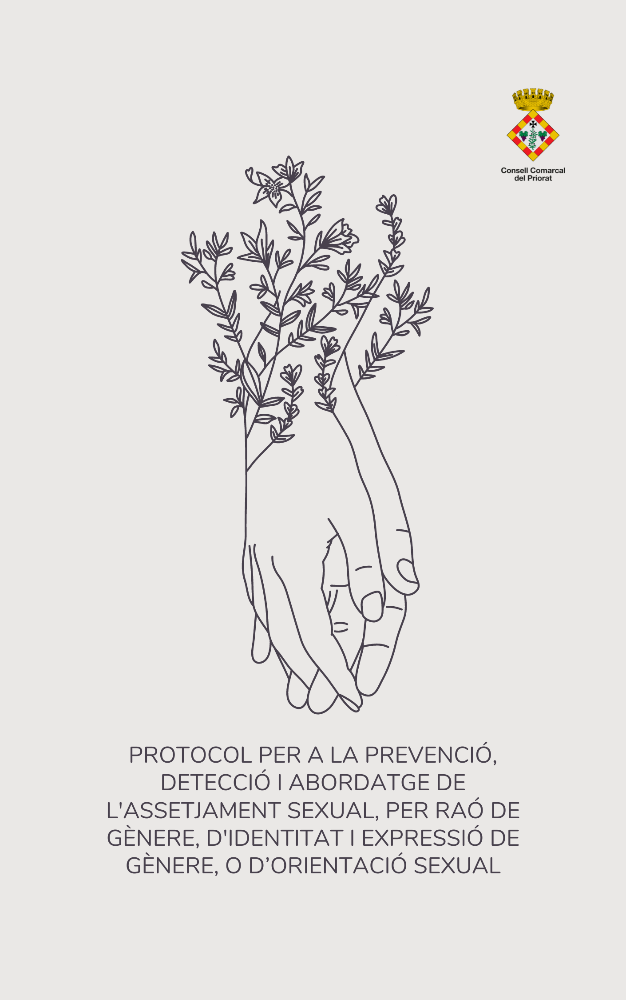 Consell Comarcal
del Priorat
PROTOCOL PER A LA PREVENCIÓ,
DETECCIÓ I ABORDATGE DE
L'ASSETJAMENT SEXUAL, PER RAÓ DE
GÈNERE, D'IDENTITAT I EXPRESSIÓ DE
GÈNERE, O D’ORIENTACIÓ SEXUAL